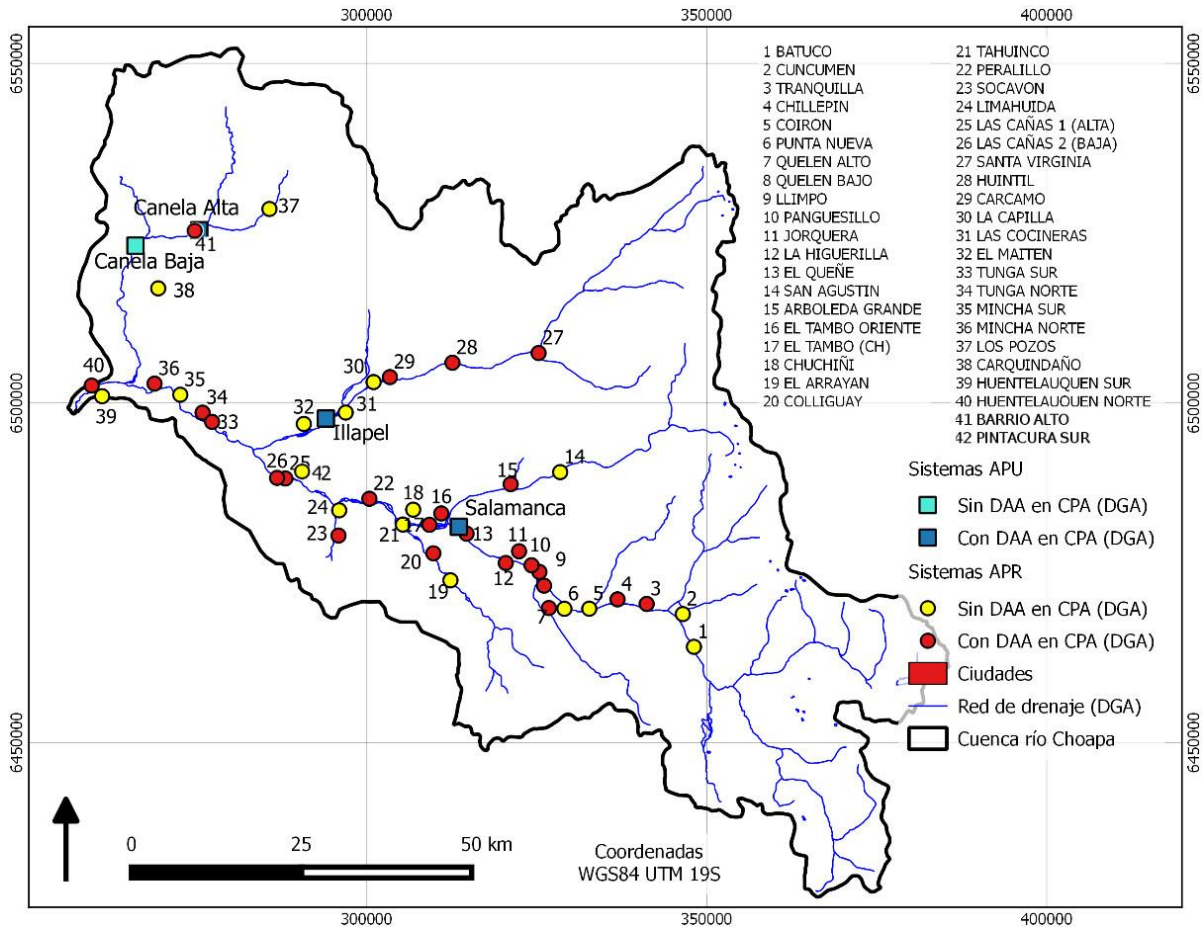 300000
350000
400000
6550000
6550000
6500000
6500000
6450000
6450000
1 BATUCO
2 CUNCUMEN
3 TRANQUILLA
4 CHILLEPIN
5 COIRON
6 PUNTA NUEVA
7 QUELEN ALTO
8 QUELEN BAJO
9 LLIMPO
10 PANGUESILLO
11 JORQUERA
12 LA HIGUERILLA
13 EL QUEÑE
14 SAN AGUSTIN
15 ARBOLEDA GRANDE
16 EL TAMBO ORIENTE
17 EL TAMBO (CH)
18 CHUCHIÑI
19 EL ARRAYAN
20 COLLIGUAY
21 TAHUINCO
22 PERALILLO
23 SOCAVON
24 LIMAHUIDA
25 LAS CAÑAS 1 (ALTA)
26 LAS CAÑAS 2 (BAJA)
27 SANTA VIRGINIA
28 HUINTIL
29 CARCAMO
30 LA CAPILLA
31 LAS COCINERAS
32 EL MAITEN
33 TUNGA SUR
34 TUNGA NORTE
35 MINCHA SUR
36 MINCHA NORTE
37 LOS POZOS
38 CARQUINDAÑO
39 HUENTELAUQUEN SUR
40 HUENTELAUQUEN NORTE
41 BARRIO ALTO
42 PINTACURA SUR
Canela Alta
37
41
Canela Baja
38
27
28
40
36
30
29
35
34
31
39
33
32
Illapel
26
25
42
14
15
22
18
16
Salamanca
24
17
23
21
13
11
10
20
12
9
19
7
6
5
4
3
2
1
Sistemas APU
Sin DAA en CPA (DGA)
Con DAA en CPA (DGA)
Sistemas APR
Sin DAA en CPA (DGA)
Con DAA en CPA (DGA)
Ciudades
Red de drenaje (DGA)
Cuenca río Choapa
0
25
50 km
Coordenadas
WGS84 UTM 19S
300000
350000
400000